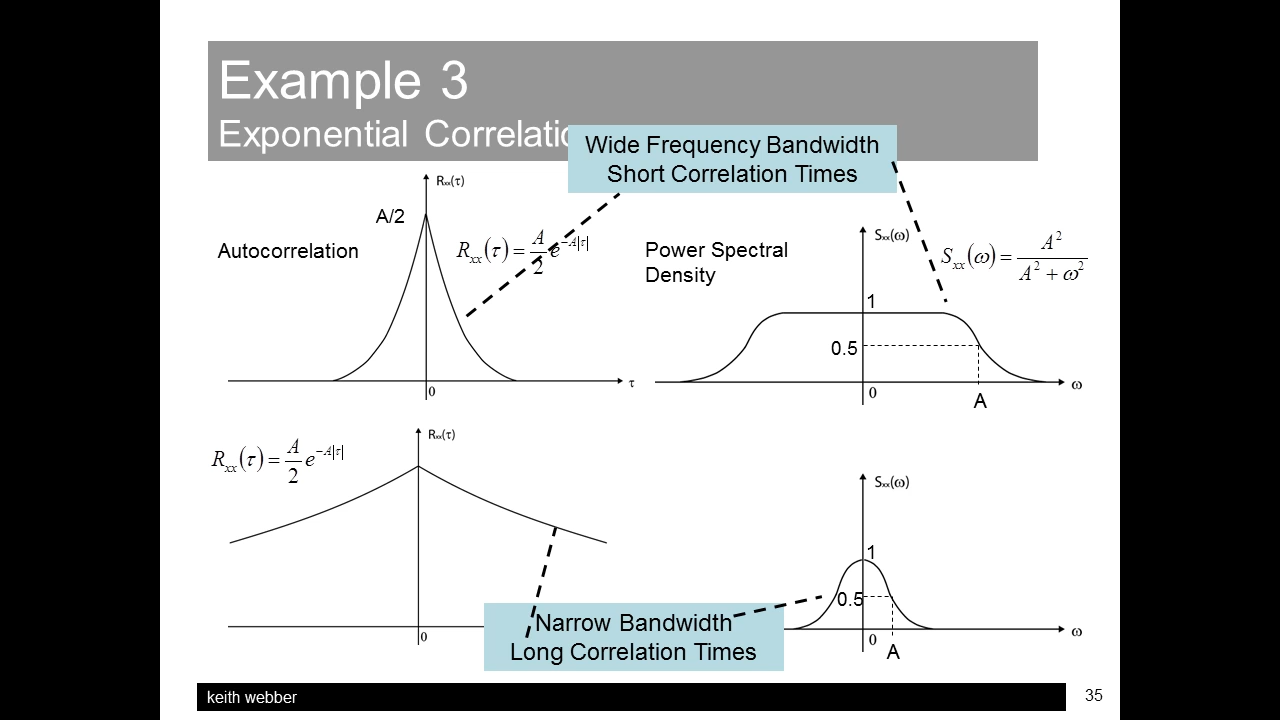 Example 3
Exponential Correlatio
Wide Frequency Bandwidth
Short Correlation Times
Rxx(τ)
A/2
Autocorrelation
Rxx(τ) = A/2 e^−A|τ|
0
τ
Power Spectral
Density
Sxx(ω)
Sxx(ω) = A² / A² + ω²
1
0.5
0
A
ω
Rxx(τ) = A/2 e^−A|τ|
Rxx(τ)
0
Sxx(ω)
1
0.5
0
A
ω
Narrow Bandwidth
Long Correlation Times
keith webber
35